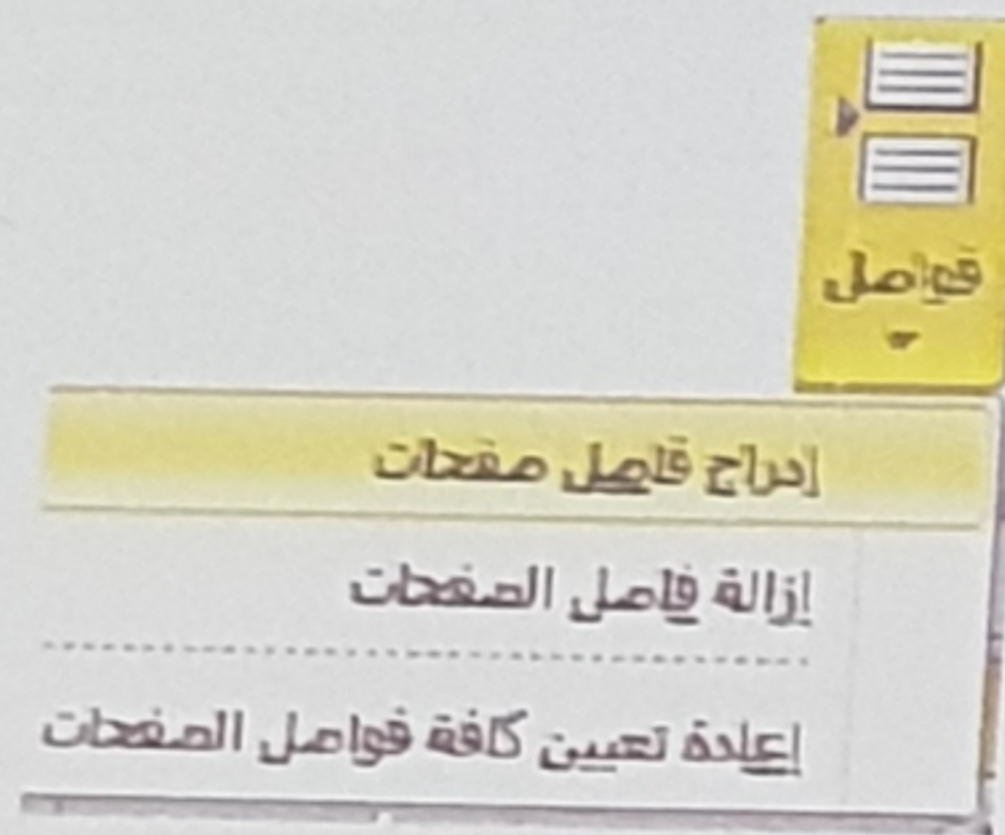 فواصل
إدراج فاصل صفحات
إزالة فاصل الصفحات
إعادة تعيين كافة فواصل الصفحات